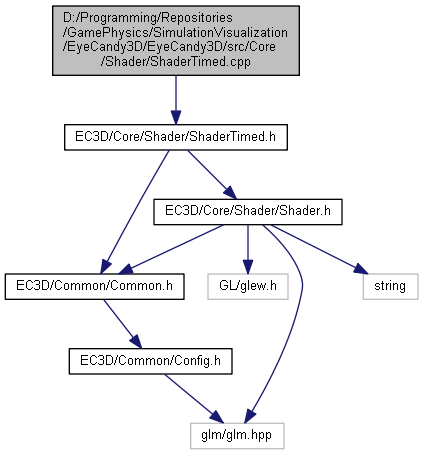 D:/Programming/Repositories
/GamePhysics/SimulationVisualization
/EyeCandy3D/EyeCandy3D/src/Core
/Shader/ShaderTimed.cpp
EC3D/Core/Shader/ShaderTimed.h
EC3D/Core/Shader/Shader.h
EC3D/Common/Common.h
GL/glew.h
string
EC3D/Common/Config.h
glm/glm.hpp